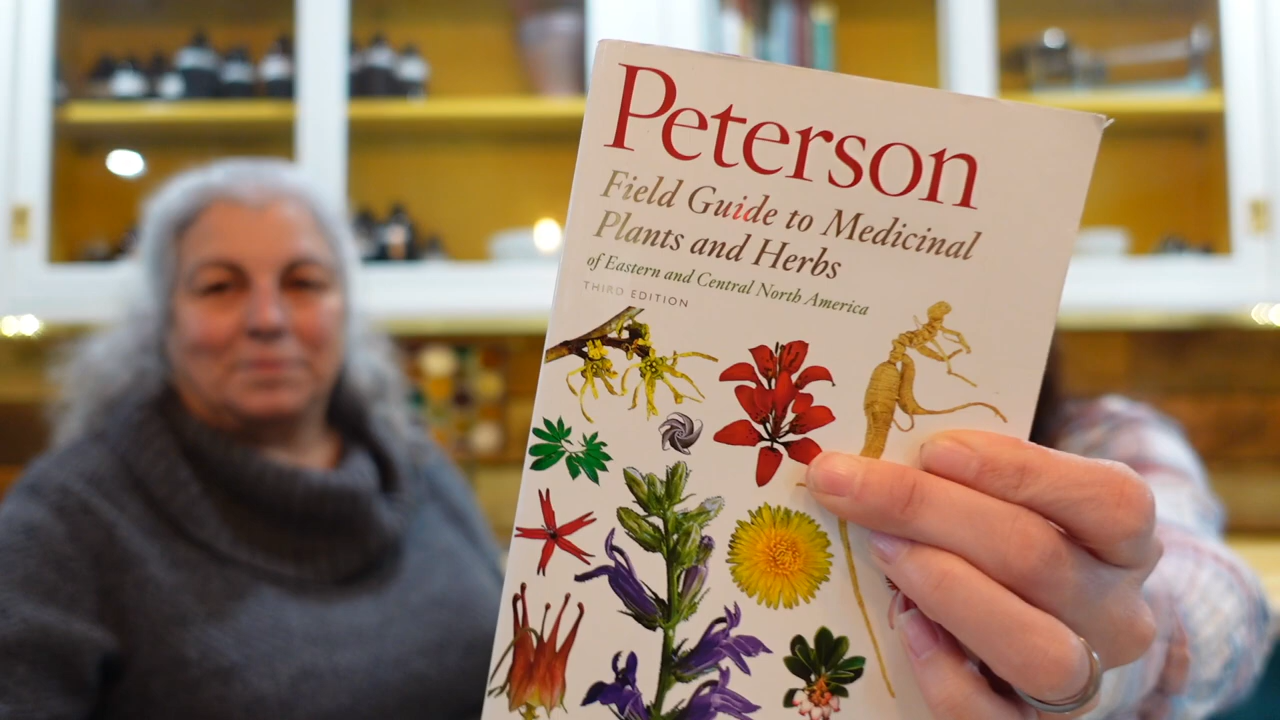 Peterson
Field Guide to Medicinal
Plants and Herbs
of Eastern and Central North America
THIRD EDITION